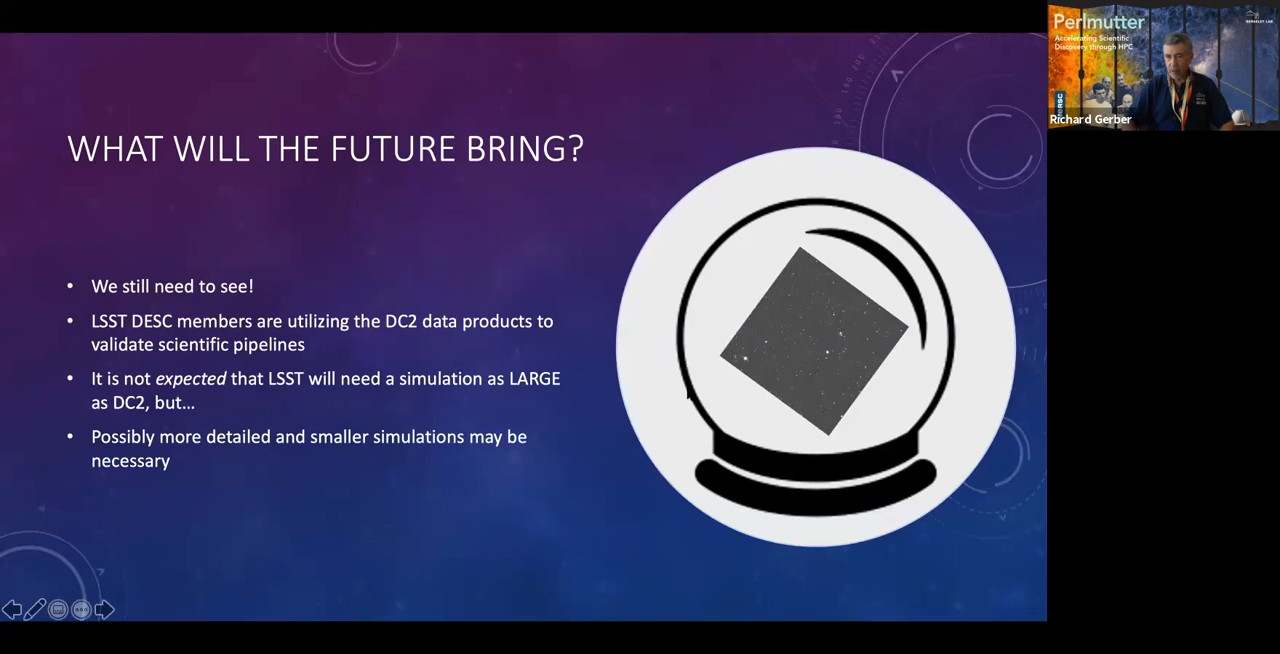 WHAT WILL THE FUTURE BRING?
• We still need to see!
• LSST DESC members are utilizing the DC2 data products to
validate scientific pipelines
• It is not expected that LSST will need a simulation as LARGE
as DC2, but...
• Possibly more detailed and smaller simulations may be
necessary
Perlmutter
Accelerating Scientific
Discovery through HPC
BERKELEY LAB
Richard Gerber